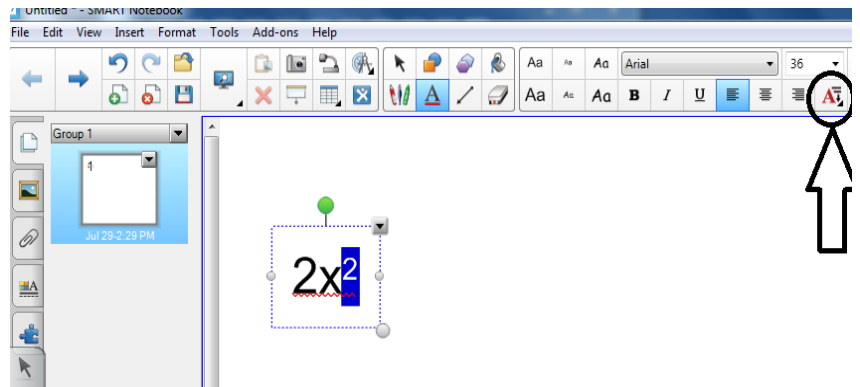 Untitled * - SMART Notebook
File Edit View Insert Format Tools Add-ons Help
Aa Aa Aa Arial 36
A Aa Aa Aa B I U A
Group 1
1
Jul 29-2:29 PM
A
2x²